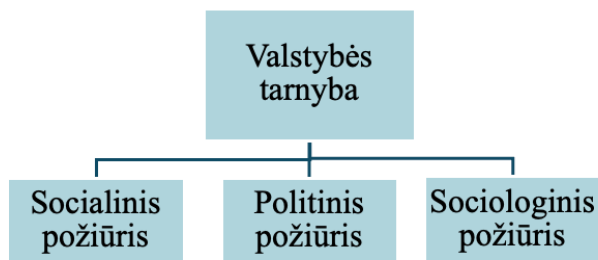 Valstybės
tarnyba
Socialinis
požiūris
Politinis
požiūris
Sociologinis
požiūris